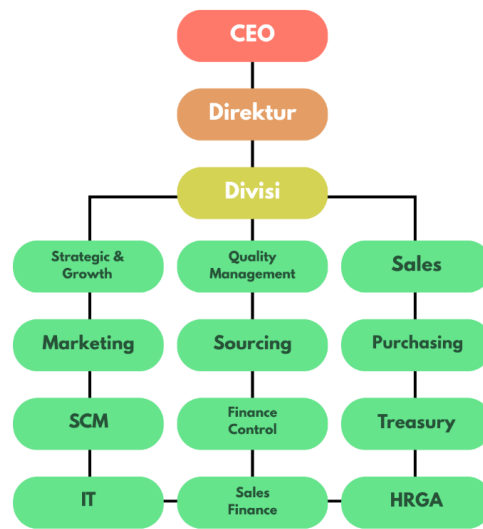 CEO
Direktur
Divisi
Strategic &
Growth
Quality
Management
Sales
Marketing
Sourcing
Purchasing
SCM
Finance
Control
Treasury
IT
Sales
Finance
HRGA